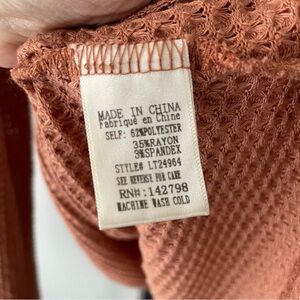 MADE IN CHINA
Fabriqué en Chine
SELF: 62%POLYESTER
35%RAYON
3%SPANDEX
STYLE# LT24964
SEE REVERSE FOR CARE
RN#: 142798
MACHINE WASH COLD